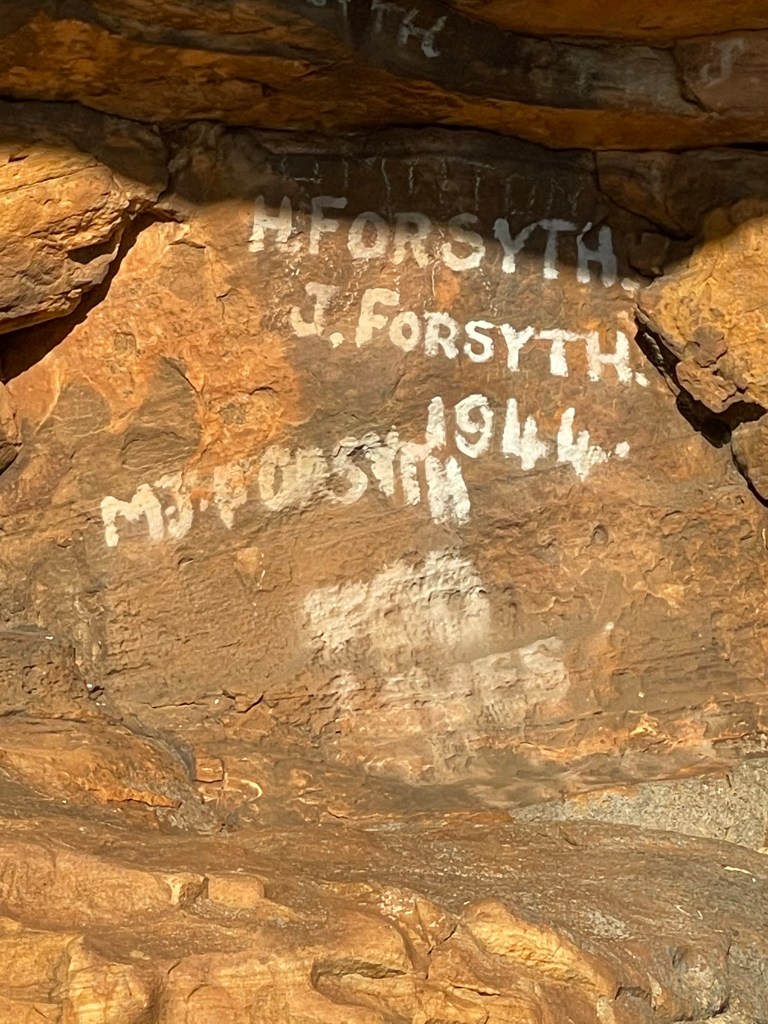 H. FORSYTH.
J. FORSYTH.
1944.
M J. FORSYTH